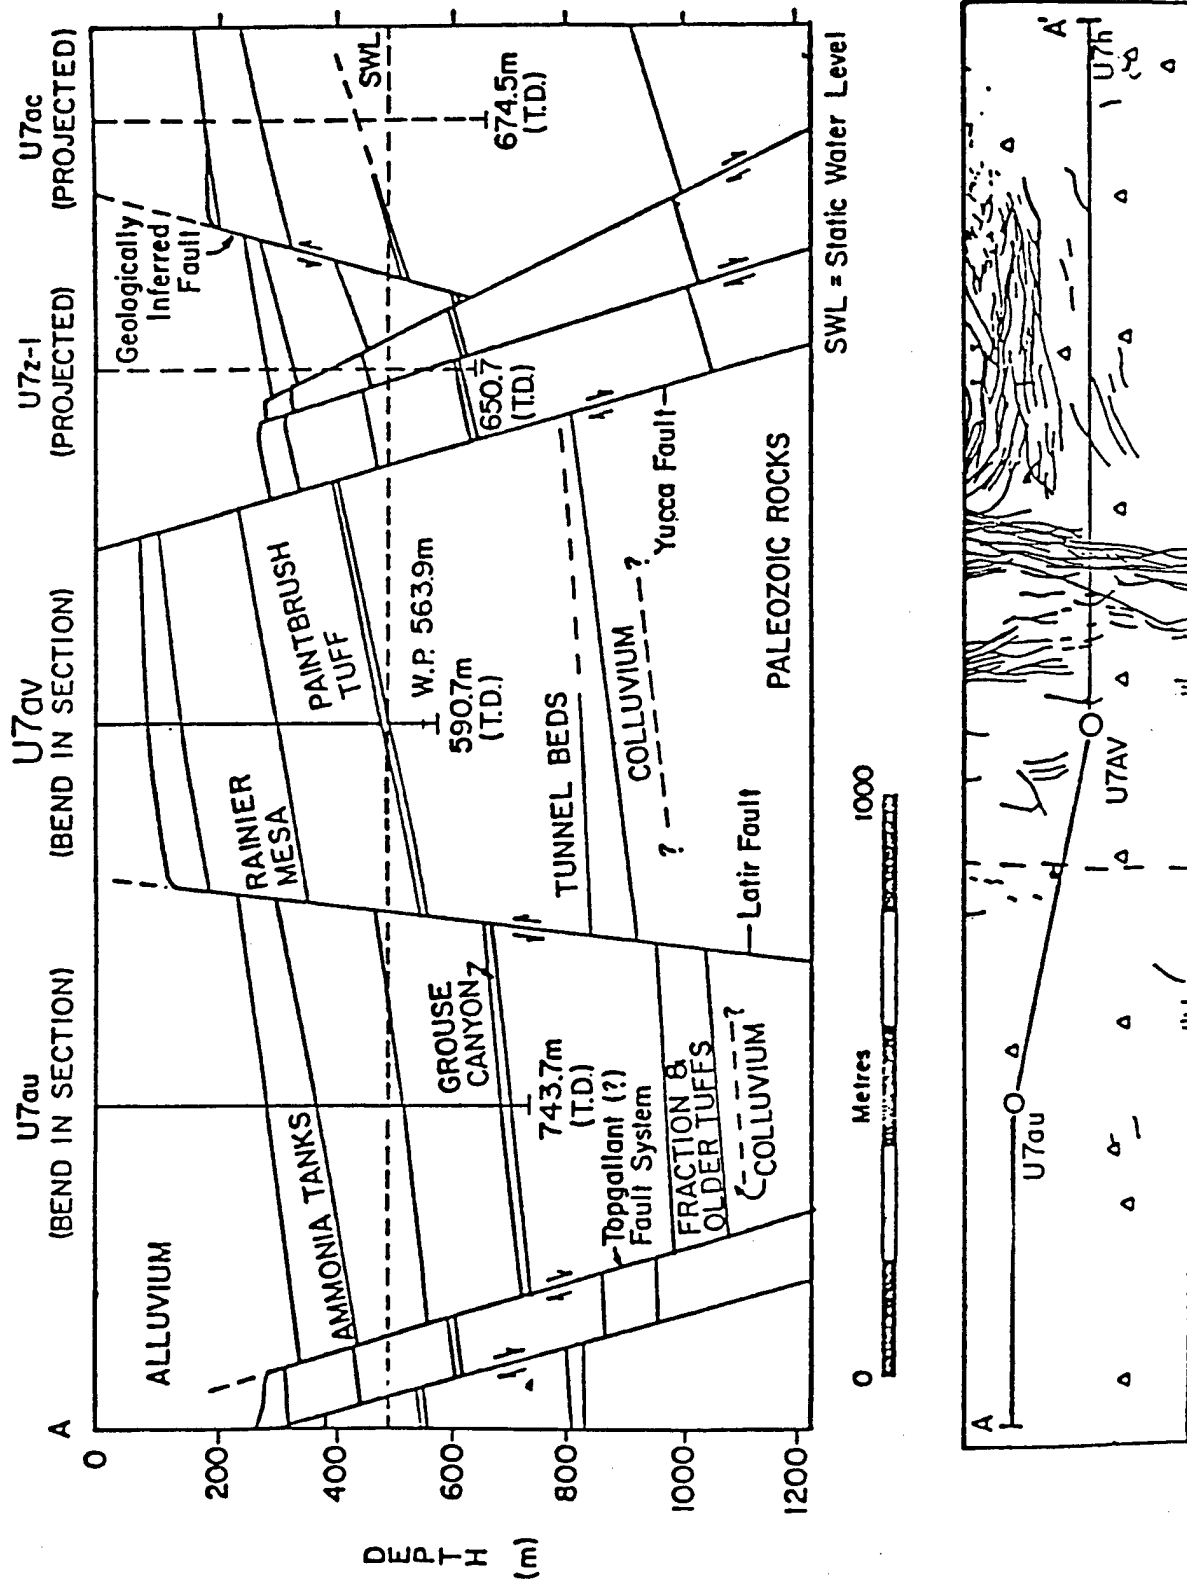 A
U7au
(BEND IN SECTION)
U7av
(BEND IN SECTION)
U7z-1
(PROJECTED)
U7ac
(PROJECTED)
0
200
400
600
800
1000
1200
DEPTH
(m)
ALLUVIUM
Geologically
Inferred
Fault
AMMONIA TANKS
RAINIER
MESA
PAINTBRUSH
TUFF
SWL
GROUSE
CANYON
W.P. 563.9m
590.7m
(T.D.)
650.7
(T.D.)
674.5m
(T.D.)
743.7m
(T.D.)
Topgallant (?)
Fault System
TUNNEL BEDS
FRACTION &
OLDER TUFFS
COLLUVIUM
?
?
COLLUVIUM
?
?
Latir Fault
Yucca Fault
PALEOZOIC ROCKS
SWL = Static Water Level
0
Metres
1000
A
U7au
U7AV
U7h
A'